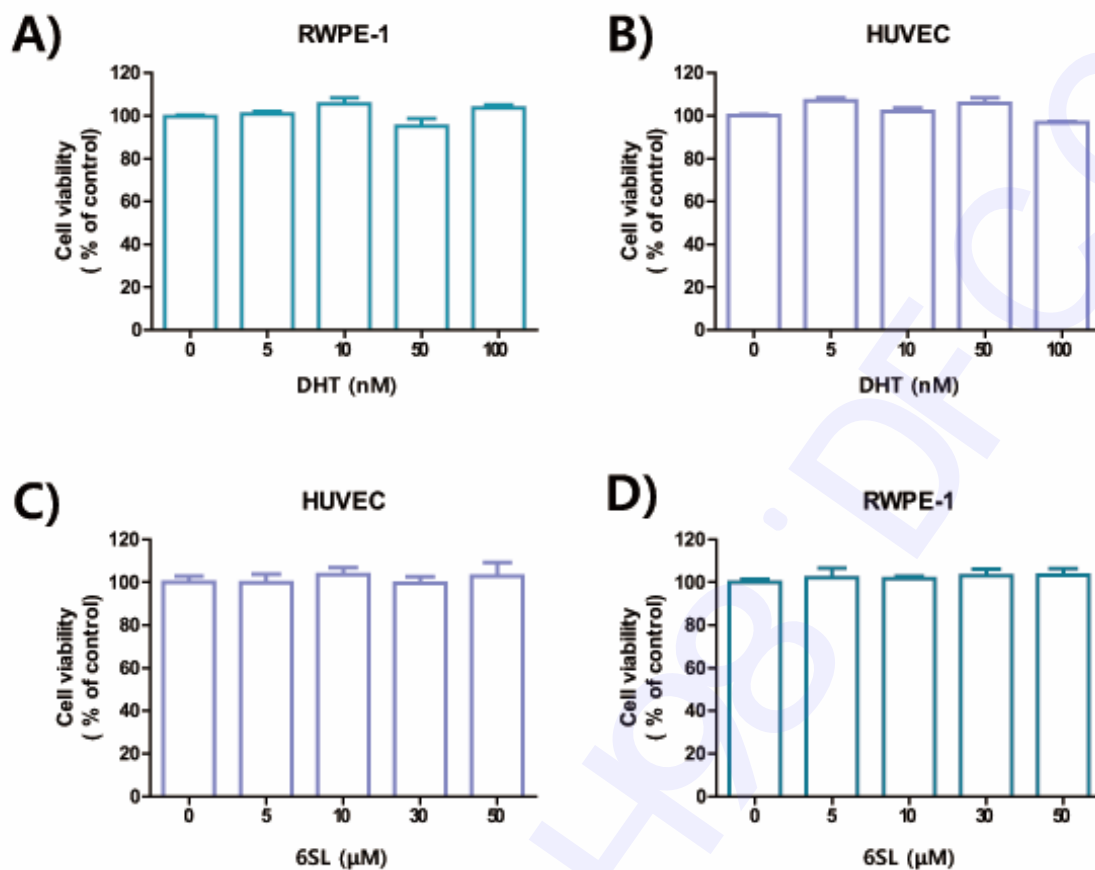 A)
RWPE-1
Cell viability
( % of control)
120
100
80
60
40
20
0
0 5 10 50 100
DHT (nM)
B)
HUVEC
Cell viability
( % of control)
120
100
80
60
40
20
0
0 5 10 50 100
DHT (nM)
C)
HUVEC
Cell viability
( % of control)
120
100
80
60
40
20
0
0 5 10 30 50
6SL (μM)
D)
RWPE-1
Cell viability
( % of control)
120
100
80
60
40
20
0
0 5 10 30 50
6SL (μM)